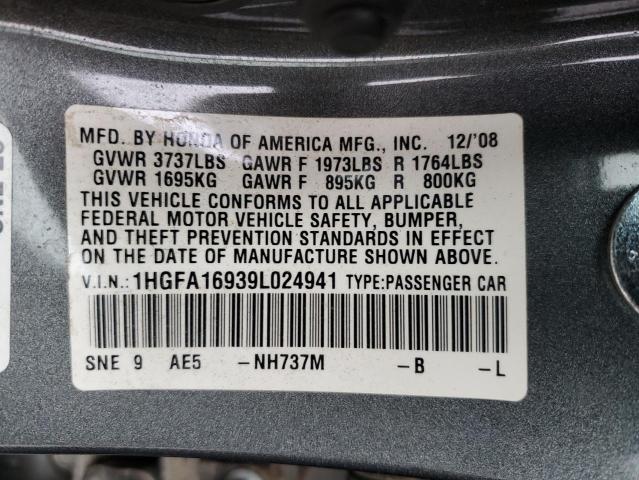 MFD. BY HONDA OF AMERICA MFG., INC. 12/'08
GVWR 3737LBS GAWR F 1973LBS R 1764LBS
GVWR 1695KG GAWR F 895KG R 800KG
THIS VEHICLE CONFORMS TO ALL APPLICABLE
FEDERAL MOTOR VEHICLE SAFETY, BUMPER,
AND THEFT PREVENTION STANDARDS IN EFFECT
ON THE DATE OF MANUFACTURE SHOWN ABOVE.
V.I.N.: 1HGFA16939L024941 TYPE:PASSENGER CAR
SNE 9 AE5 -NH737M -B -L